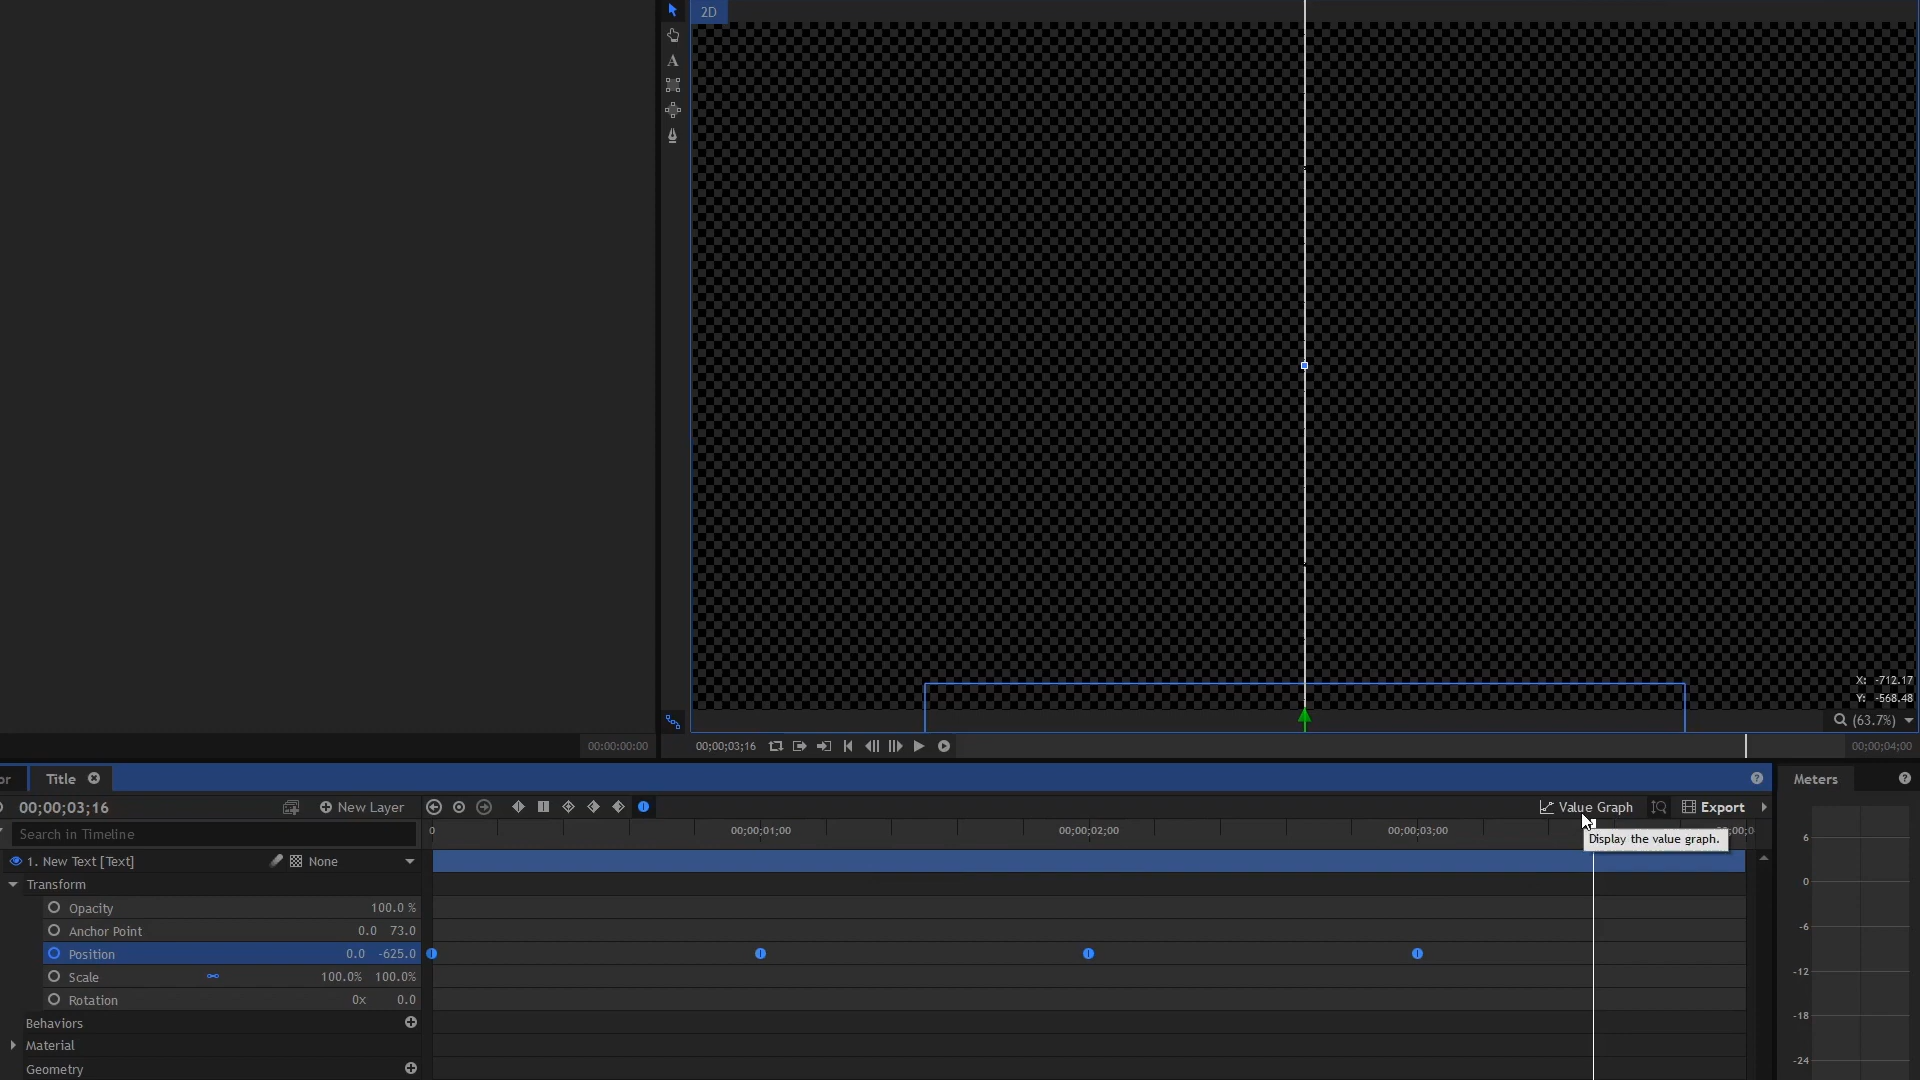 2D
A
X: -712.17
Y: -568.48
(63.7%)
00:00:00:00
00;00;03;16
00;00;04;00
or
Title
Meters
00;00;03;16
New Layer
Value Graph
Export
Search in Timeline
0
00;00;01;00
00;00;02;00
00;00;03;00
00;0
Display the value graph.
6
1. New Text [Text]
None
Transform
0
Opacity
100.0 %
Anchor Point
0.0 73.0
-6
Position
0.0 -625.0
Scale
100.0% 100.0%
-12
Rotation
0x 0.0
Behaviors
-18
Material
Geometry
-24